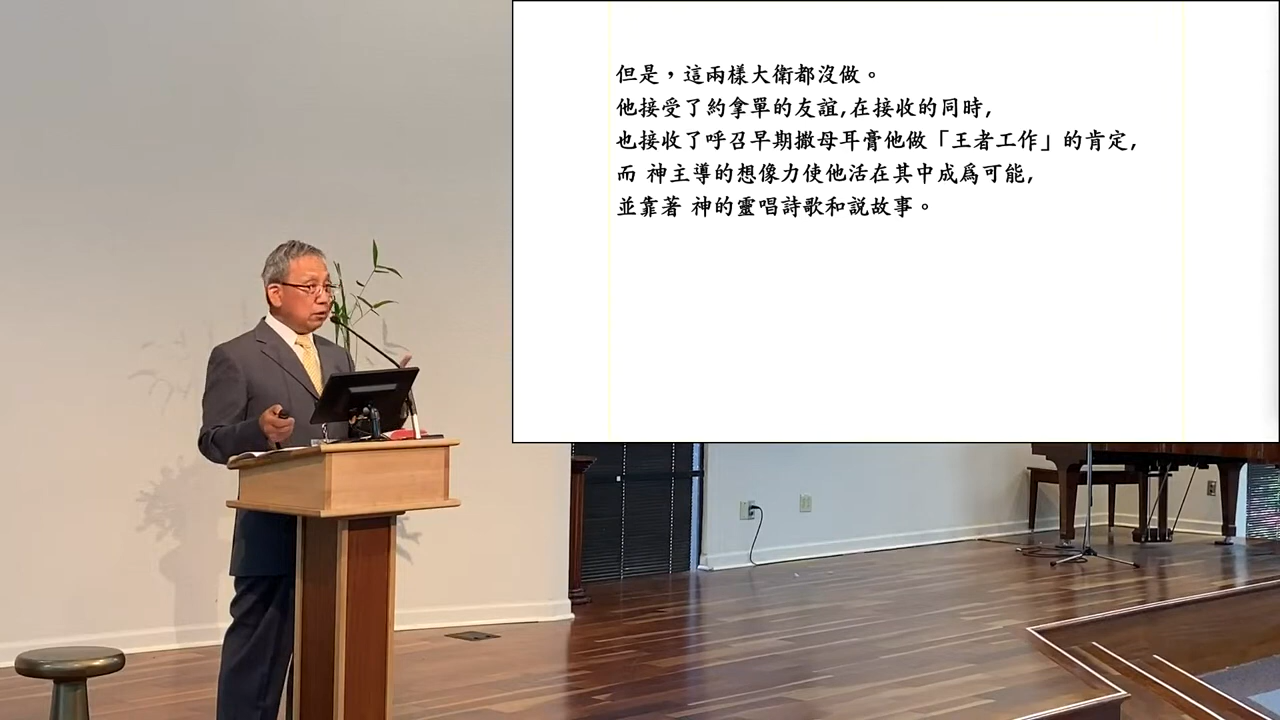 但是，這兩樣大衛都沒做。
他接受了約拿單的友誼,在接收的同時,
也接收了呼召早期撒母耳膏他做「王者工作」的肯定,
而 神主導的想像力使他活在其中成為可能,
並靠著 神的靈唱詩歌和說故事。